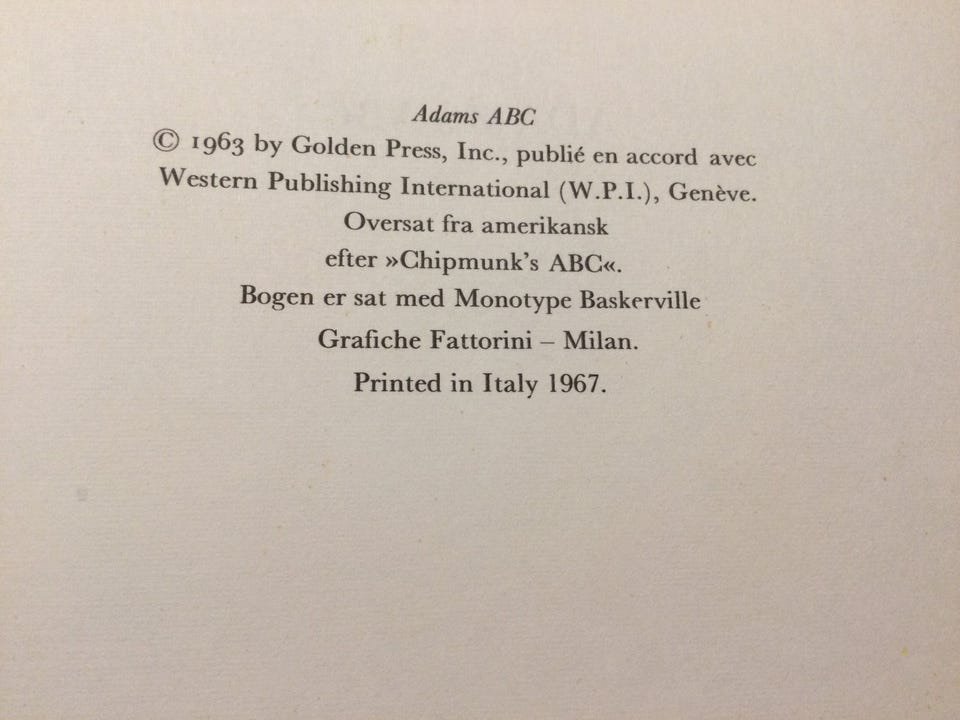 Adams ABC
© 1963 by Golden Press, Inc., publié en accord avec
Western Publishing International (W.P.I.), Genève.
Oversat fra amerikansk
efter »Chipmunk's ABC«.
Bogen er sat med Monotype Baskerville
Grafiche Fattorini – Milan.
Printed in Italy 1967.